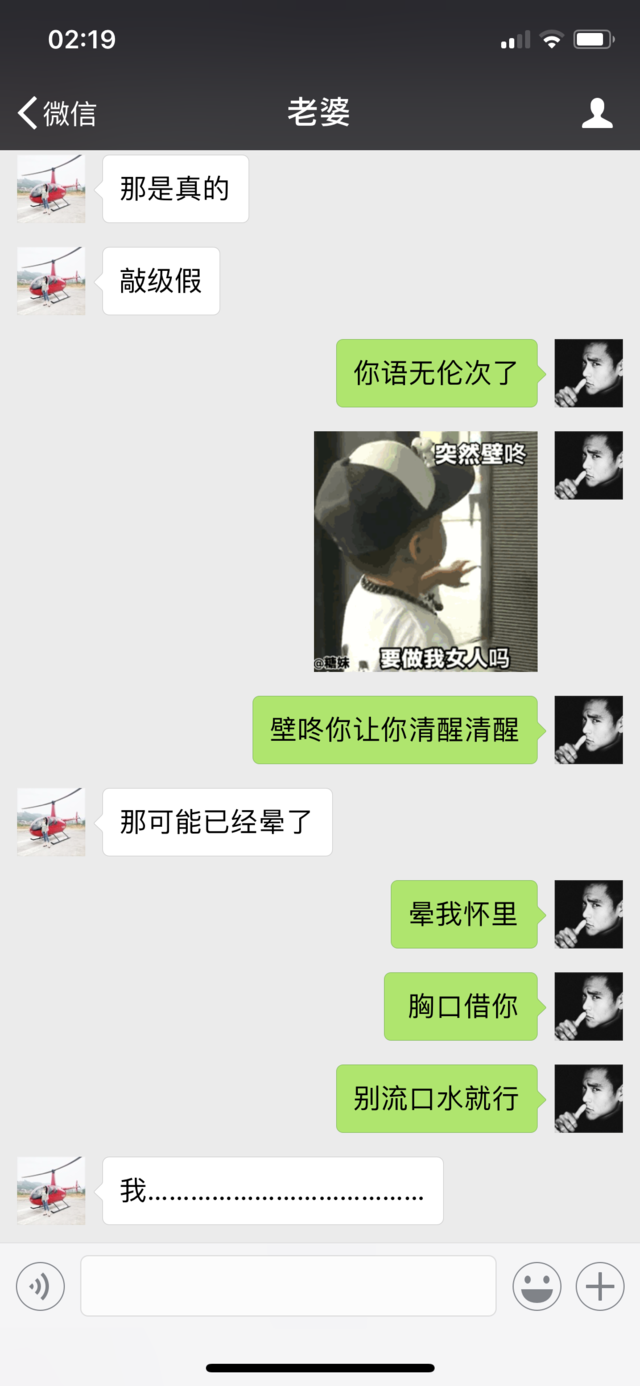 02:19
微信
老婆
那是真的
敲级假
你语无伦次了
突然壁咚
@糖妹
要做我女人吗
壁咚你让你清醒清醒
那可能已经晕了
晕我怀里
胸口借你
别流口水就行
我…………………………………